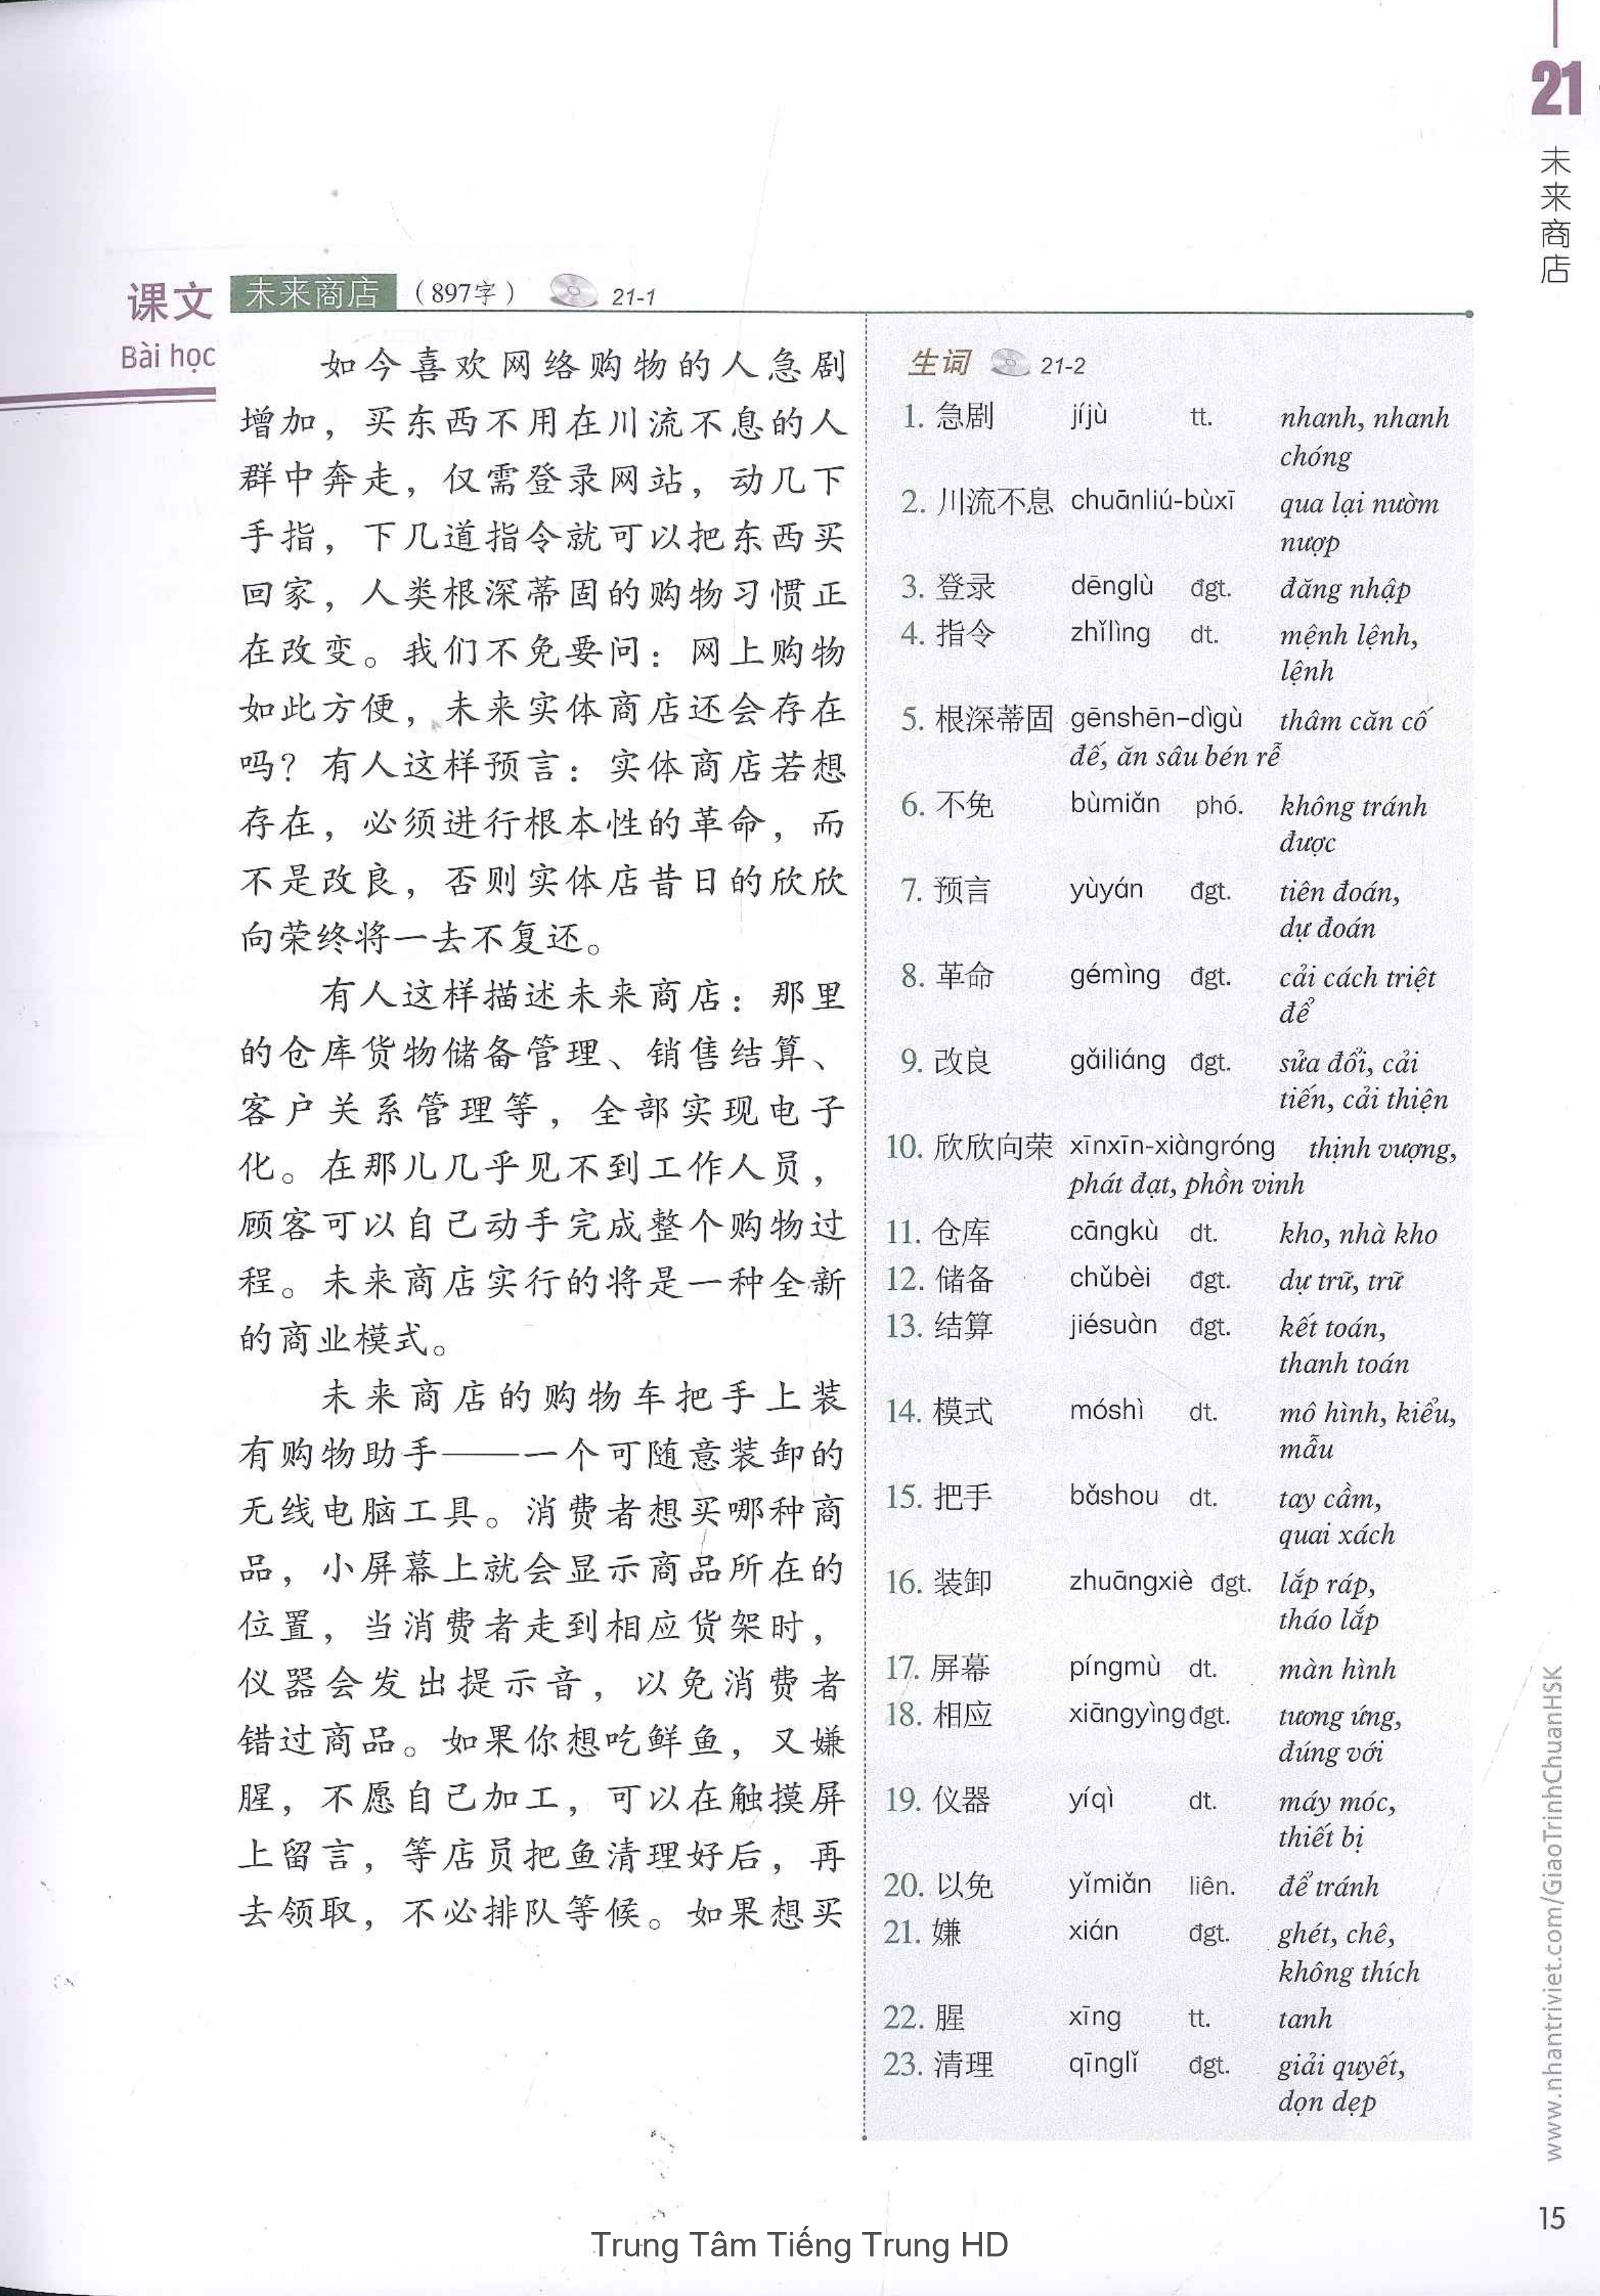 21
未来商店
课文 未来商店 (897字) 21-1
Bài học
如今喜欢网络购物的人急剧
增加，买东西不用在川流不息的人
群中奔走，仅需登录网站，动几下
手指，下几道指令就可以把东西买
回家，人类根深蒂固的购物习惯正
在改变。我们不免要问：网上购物
如此方便，未来实体商店还会存在
吗？有人这样预言：实体商店若想
存在，必须进行根本性的革命，而
不是改良，否则实体店昔日的欣欣
向荣终将一去不复还。
有人这样描述未来商店：那里
的仓库货物储备管理、销售结算、
客户关系管理等，全部实现电子
化。在那儿几乎见不到工作人员，
顾客可以自己动手完成整个购物过
程。未来商店实行的将是一种全新
的商业模式。
未来商店的购物车把手上装
有购物助手——一个可随意装卸的
无线电脑工具。消费者想买哪种商
品，小屏幕上就会显示商品所在的
位置，当消费者走到相应货架时，
仪器会发出提示音，以免消费者
错过商品。如果你想吃鲜鱼，又嫌
腥，不愿自己加工，可以在触摸屏
上留言，等店员把鱼清理好后，再
去领取，不必排队等候。如果想买
生词 21-2
1. 急剧 jíjù tt. nhanh, nhanh
chóng
2. 川流不息 chuānliú-bùxī qua lại nườm
nượp
3. 登录 dēnglù đgt. đăng nhập
4. 指令 zhǐlìng dt. mệnh lệnh,
lệnh
5. 根深蒂固 gēnshēn-dìgù thâm căn cố
đế, ăn sâu bén rễ
6. 不免 bùmiǎn phó. không tránh
được
7. 预言 yùyán đgt. tiên đoán,
dự đoán
8. 革命 gémìng đgt. cải cách triệt
để
9. 改良 gǎiliáng đgt. sửa đổi, cải
tiến, cải thiện
10. 欣欣向荣 xīnxīn-xiàngróng thịnh vượng,
phát đạt, phồn vinh
11. 仓库 cāngkù dt. kho, nhà kho
12. 储备 chǔbèi đgt. dự trữ, trữ
13. 结算 jiésuàn đgt. kết toán,
thanh toán
14. 模式 móshì dt. mô hình, kiểu,
mẫu
15. 把手 bǎshou dt. tay cầm,
quai xách
16. 装卸 zhuāngxiè đgt. lắp ráp,
tháo lắp
17. 屏幕 píngmù dt. màn hình
18. 相应 xiāngyìng đgt. tương ứng,
đúng với
19. 仪器 yíqì dt. máy móc,
thiết bị
20. 以免 yǐmiǎn liên. để tránh
21. 嫌 xián đgt. ghét, chê,
không thích
22. 腥 xīng tt. tanh
23. 清理 qīnglǐ đgt. giải quyết,
dọn dẹp
www.nhantriviet.com/GiaoTrinhChuanHSK
15
Trung Tâm Tiếng Trung HD